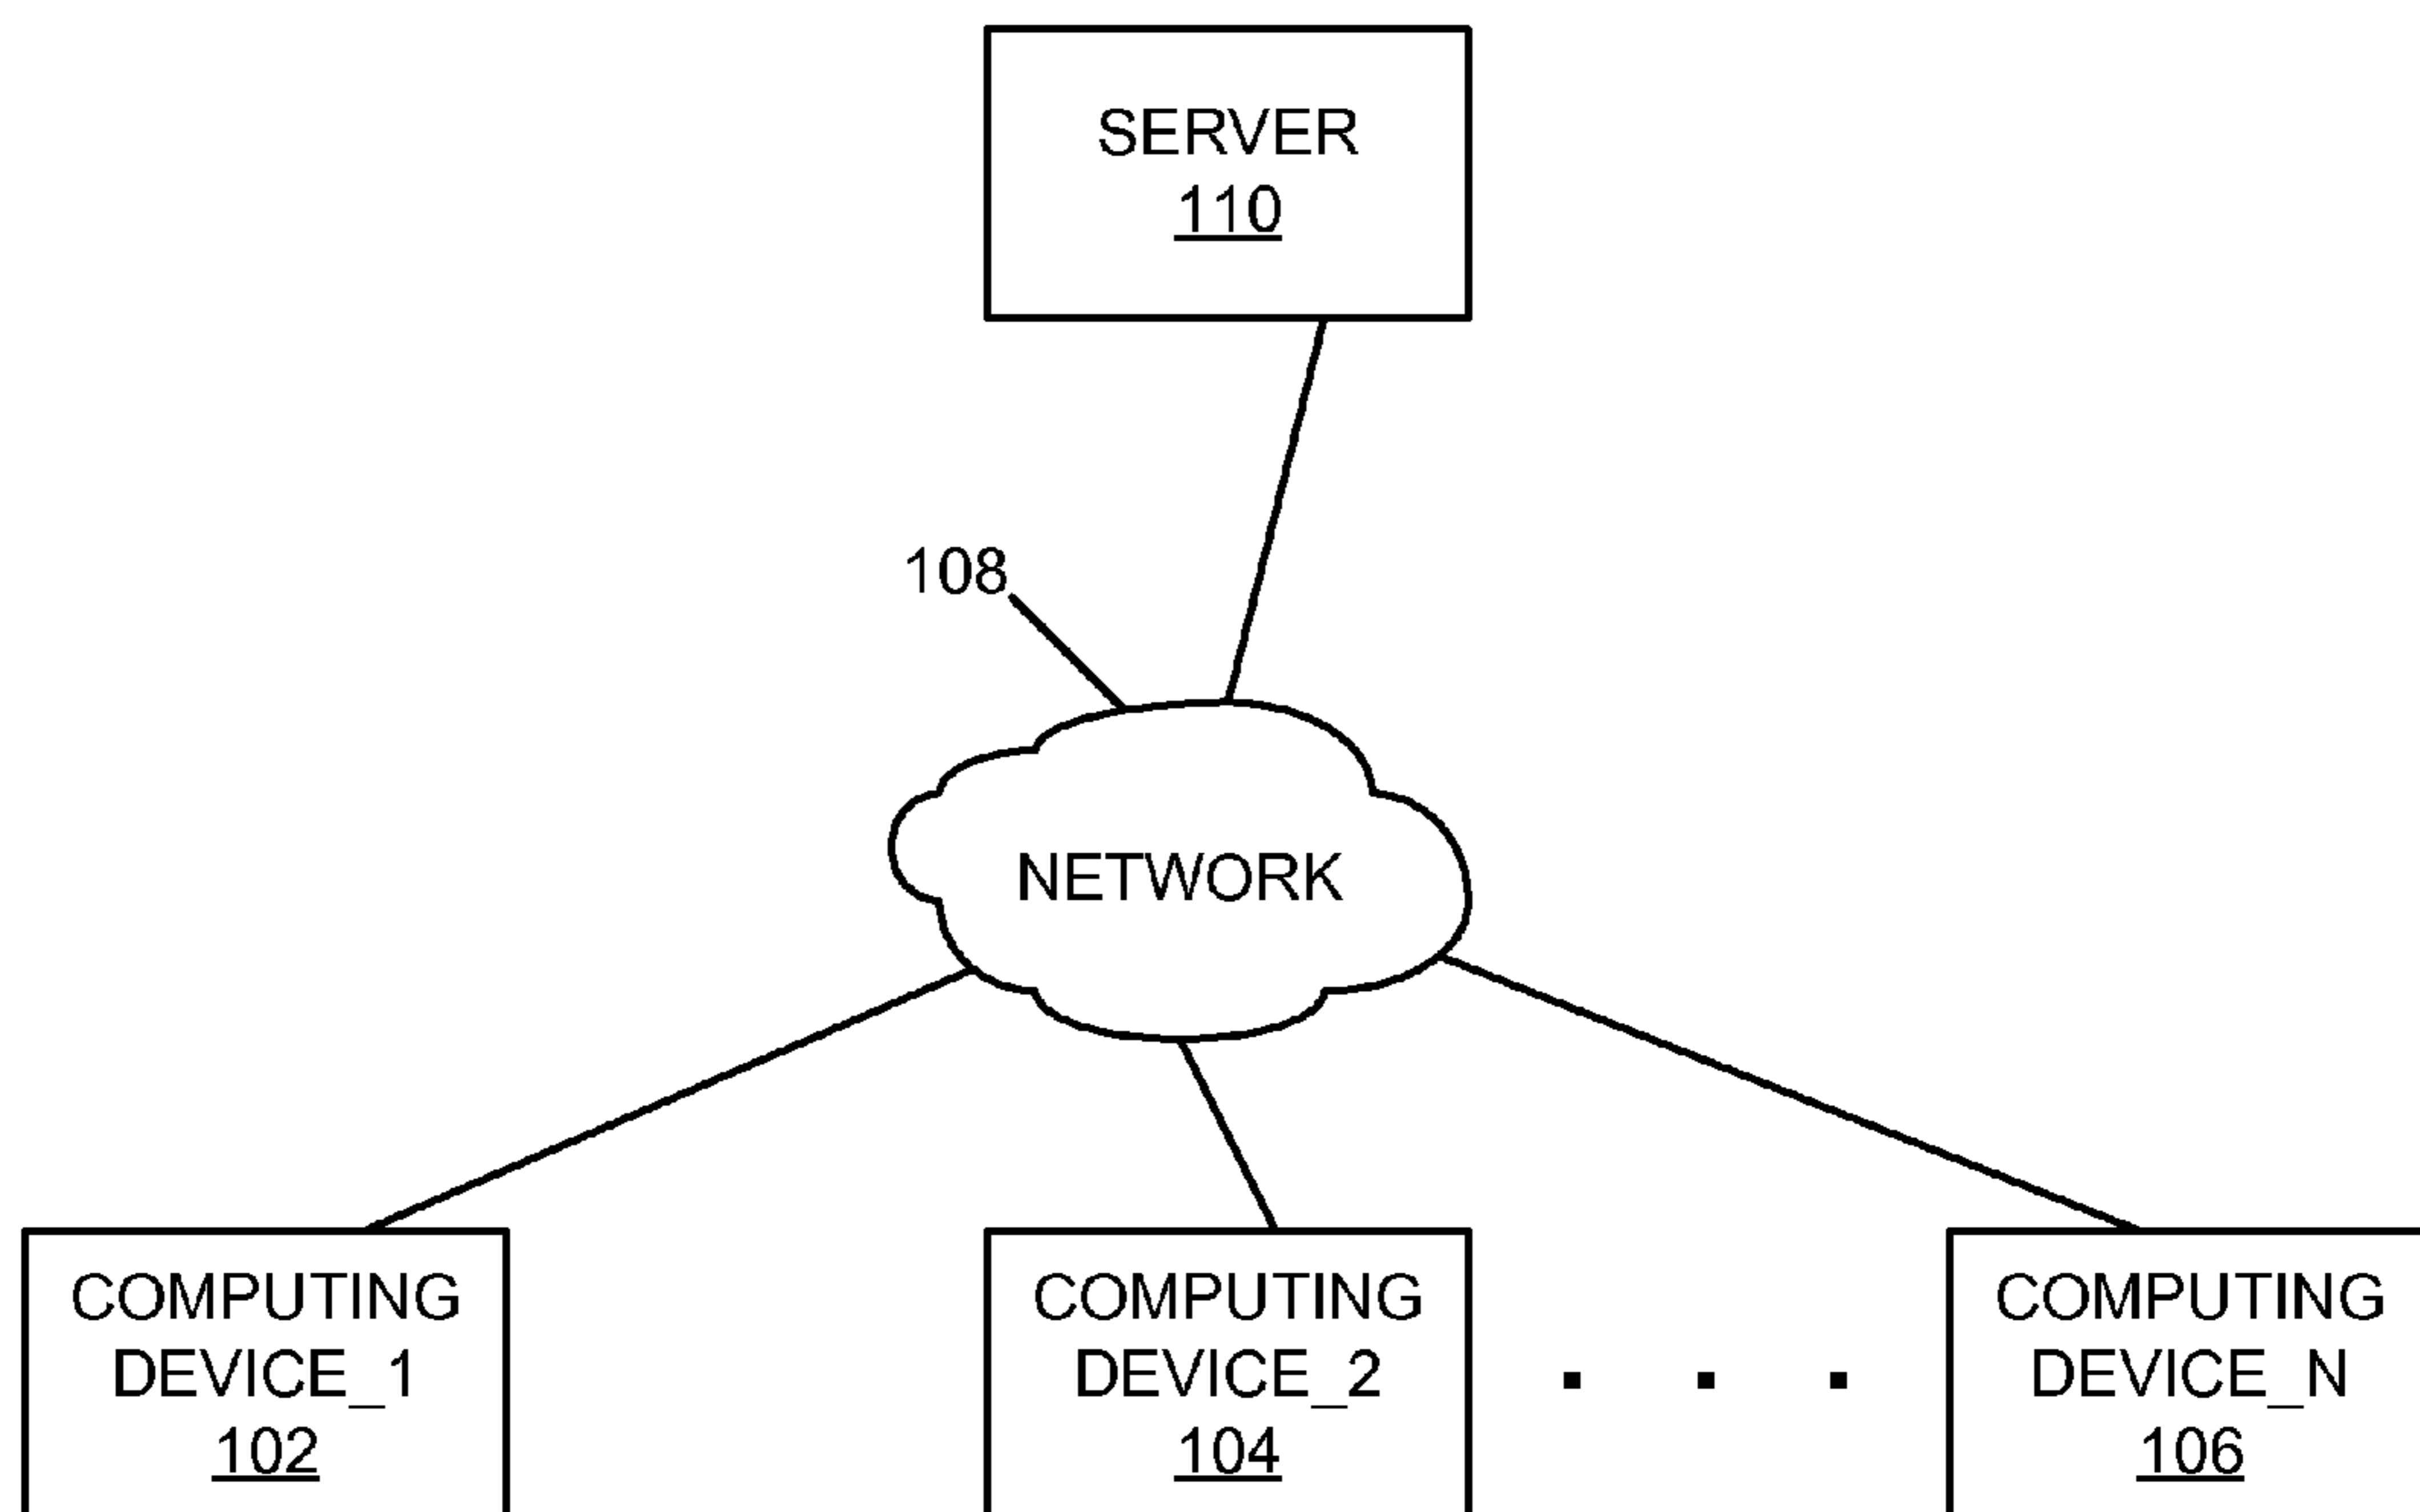 SERVER
110
108
NETWORK
COMPUTING
DEVICE_1
102
COMPUTING
DEVICE_2
104
COMPUTING
DEVICE_N
106